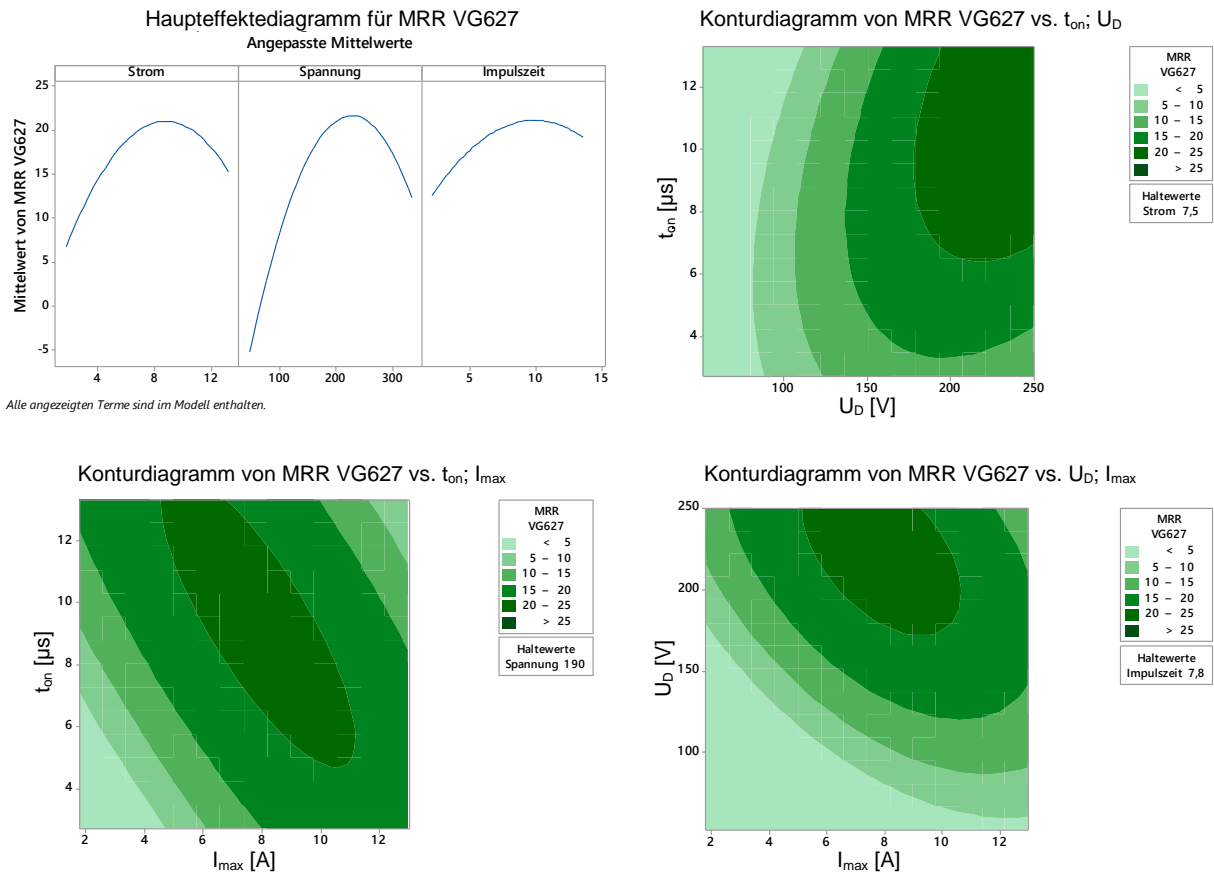 Haupteffektediagramm für MRR VG627
Angepasste Mittelwerte
Strom
Spannung
Impulszeit
Mittelwert von MRR VG627
25
20
15
10
5
0
-5
4 8 12
100 200 300
5 10 15
Alle angezeigten Terme sind im Modell enthalten.
Konturdiagramm von MRR VG627 vs. ton; UD
ton [µs]
12
10
8
6
4
100 150 200 250
UD [V]
MRR
VG627
< 5
5 – 10
10 – 15
15 – 20
20 – 25
> 25
Haltewerte
Strom 7,5
Konturdiagramm von MRR VG627 vs. ton; Imax
ton [µs]
12
10
8
6
4
2 4 6 8 10 12
Imax [A]
MRR
VG627
< 5
5 – 10
10 – 15
15 – 20
20 – 25
> 25
Haltewerte
Spannung 190
Konturdiagramm von MRR VG627 vs. UD; Imax
UD [V]
250
200
150
100
2 4 6 8 10 12
Imax [A]
MRR
VG627
< 5
5 – 10
10 – 15
15 – 20
20 – 25
> 25
Haltewerte
Impulszeit 7,8